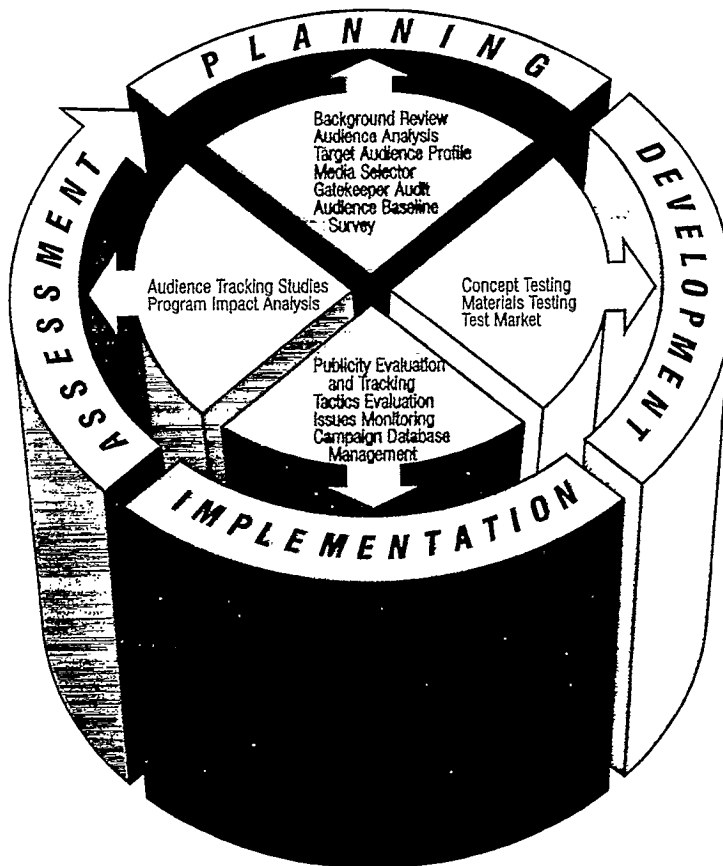 PLANNING
Background Review
Audience Analysis
Target Audience Profile
Media Selector
Gatekeeper Audit
Audience Baseline
Survey
DEVELOPMENT
Concept Testing
Materials Testing
Test Market
IMPLEMENTATION
Publicity Evaluation
and Tracking
Tactics Evaluation
Issues Monitoring
Campaign Database
Management
ASSESSMENT
Audience Tracking Studies
Program Impact Analysis